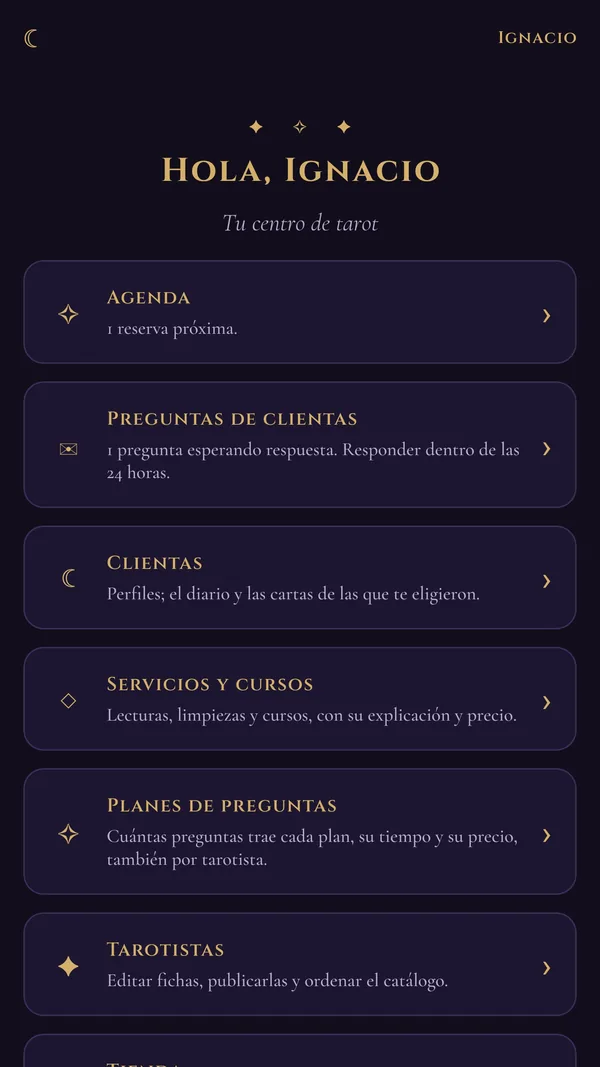 Ignacio
Hola, Ignacio
Tu centro de tarot
Agenda
1 reserva próxima.
Preguntas de clientas
1 pregunta esperando respuesta. Responder dentro de las
24 horas.
Clientas
Perfiles; el diario y las cartas de las que te eligieron.
Servicios y cursos
Lecturas, limpiezas y cursos, con su explicación y precio.
Planes de preguntas
Cuántas preguntas trae cada plan, su tiempo y su precio,
también por tarotista.
Tarotistas
Editar fichas, publicarlas y ordenar el catálogo.